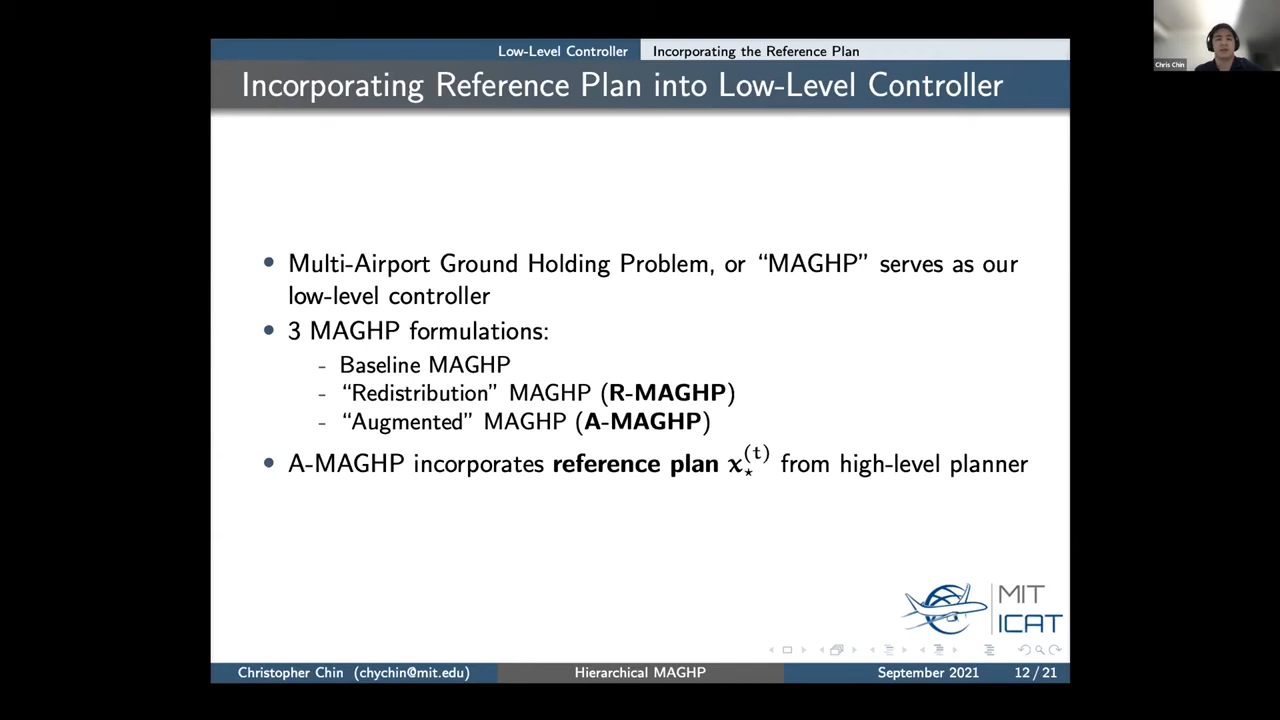 Low-Level Controller Incorporating the Reference Plan
Incorporating Reference Plan into Low-Level Controller
Chris Chin
• Multi-Airport Ground Holding Problem, or “MAGHP” serves as our
low-level controller
• 3 MAGHP formulations:
- Baseline MAGHP
- “Redistribution” MAGHP (R-MAGHP)
- “Augmented” MAGHP (A-MAGHP)
• A-MAGHP incorporates reference plan x⋆^(t) from high-level planner
MIT
ICAT
Christopher Chin (chychin@mit.edu) Hierarchical MAGHP September 2021 12 / 21